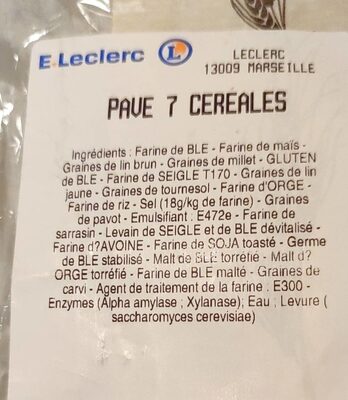 E.Leclerc L
LECLERC
13009 MARSEILLE
PAVE 7 CEREALES
Ingrédients : Farine de BLE - Farine de maïs -
Graines de lin brun - Graines de millet - GLUTEN
de BLE - Farine de SEIGLE T170 - Graines de lin
jaune - Graines de tournesol - Farine d'ORGE -
Farine de riz - Sel (18g/kg de farine) - Graines
de pavot - Emulsifiant : E472e - Farine de
sarrasin - Levain de SEIGLE et de BLE dévitalisé -
Farine d?AVOINE - Farine de SOJA toasté - Germe
de BLE stabilisé - Malt de BLE torréfié - Malt d?
ORGE torréfié - Farine de BLE malté - Graines de
carvi - Agent de traitement de la farine : E300 -
Enzymes (Alpha amylase ; Xylanase); Eau ; Levure (
saccharomyces cerevisiae)